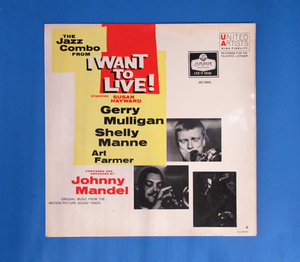 THE
JAZZ
COMBO
FROM
I WANT
TO
LIVE!
STARRING SUSAN
HAYWARD
Gerry
Mulligan
Shelly
Manne
Art
Farmer
COMPOSED AND
ARRANGED BY
Johnny
Mandel
ORIGINAL MUSIC FROM THE
MOTION PICTURE SOUND TRACK
UNITED
ARTISTS
HIGH FIDELITY
LONDON